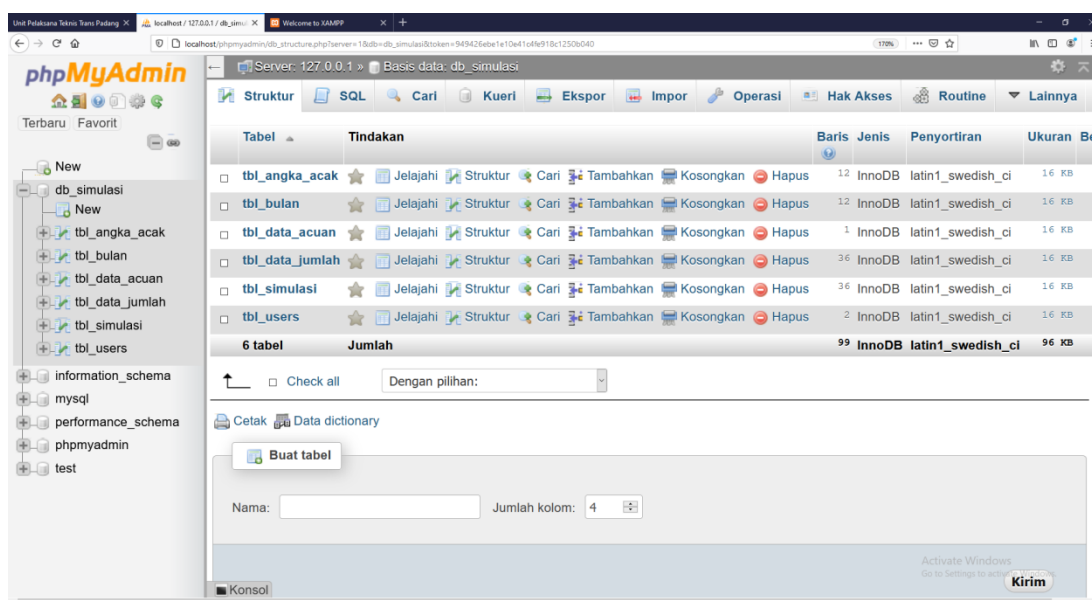 Unit Pelaksana Teknis Trans Padang
localhost / 127.0.0.1 / db_simul
Welcome to XAMPP
localhost/phpmyadmin/db_structure.php?server=1&db=db_simulasi&token=949426ebe1e10e41c4fe918c1250b040
170%
phpMyAdmin
Terbaru Favorit
New
db_simulasi
New
tbl_angka_acak
tbl_bulan
tbl_data_acuan
tbl_data_jumlah
tbl_simulasi
tbl_users
information_schema
mysql
performance_schema
phpmyadmin
test
Server: 127.0.0.1 » Basis data: db_simulasi
Struktur SQL Cari Kueri Ekspor Impor Operasi Hak Akses Routine Lainnya
Tabel Tindakan Baris Jenis Penyortiran Ukuran Be
tbl_angka_acak Jelajahi Struktur Cari Tambahkan Kosongkan Hapus 12 InnoDB latin1_swedish_ci 16 KB
tbl_bulan Jelajahi Struktur Cari Tambahkan Kosongkan Hapus 12 InnoDB latin1_swedish_ci 16 KB
tbl_data_acuan Jelajahi Struktur Cari Tambahkan Kosongkan Hapus 1 InnoDB latin1_swedish_ci 16 KB
tbl_data_jumlah Jelajahi Struktur Cari Tambahkan Kosongkan Hapus 36 InnoDB latin1_swedish_ci 16 KB
tbl_simulasi Jelajahi Struktur Cari Tambahkan Kosongkan Hapus 36 InnoDB latin1_swedish_ci 16 KB
tbl_users Jelajahi Struktur Cari Tambahkan Kosongkan Hapus 2 InnoDB latin1_swedish_ci 16 KB
6 tabel Jumlah 99 InnoDB latin1_swedish_ci 96 KB
Check all Dengan pilihan:
Cetak Data dictionary
Buat tabel
Nama: Jumlah kolom: 4
Activate Windows
Go to Settings to activate Windows.
Kirim
Konsol